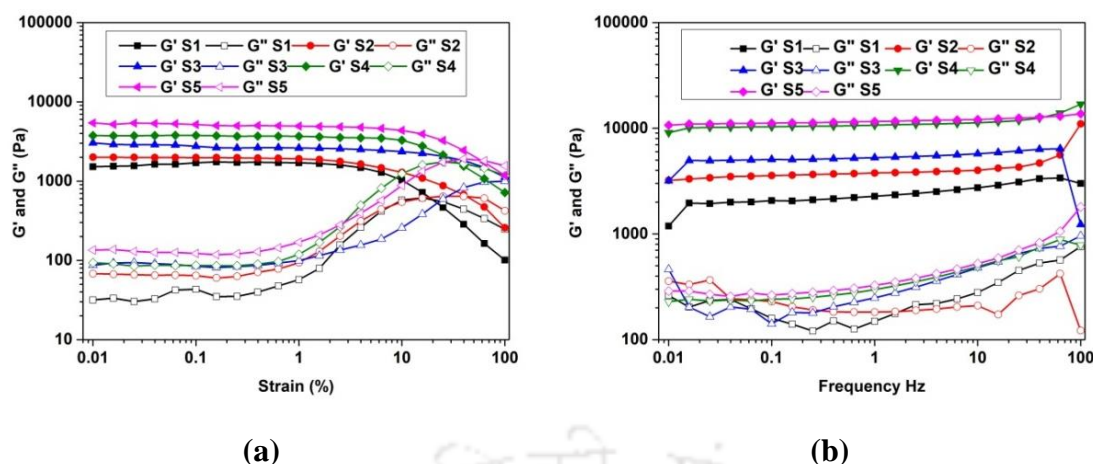 100000
10000
1000
100
10
G' and G'' (Pa)
G' S1 G'' S1 G' S2 G'' S2
G' S3 G'' S3 G' S4 G'' S4
G' S5 G'' S5
0.01 0.1 1 10 100
Strain (%)
(a)
100000
10000
1000
100
G' and G'' (Pa)
G' S1 G'' S1 G' S2 G'' S2
G' S3 G'' S3 G' S4 G'' S4
G' S5 G'' S5
0.01 0.1 1 10 100
Frequency Hz
(b)